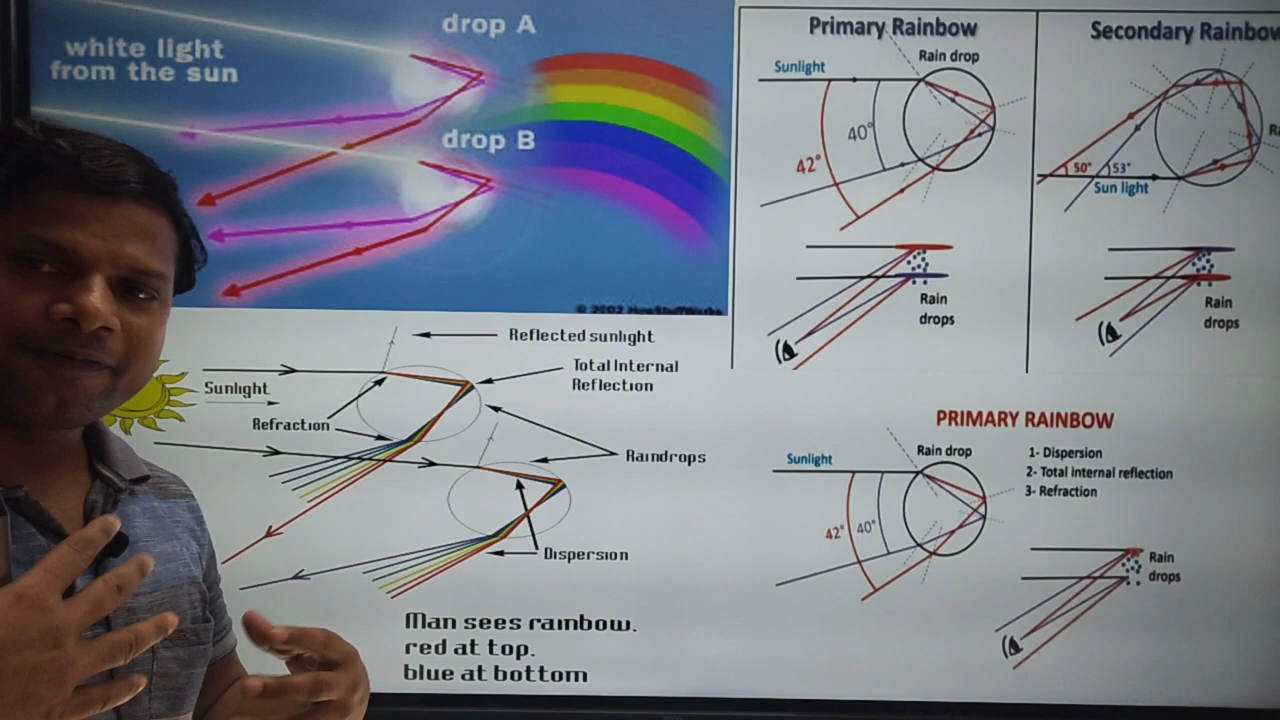 drop A
white light
from the sun
drop B
© 2002 HowStuffWorks
Primary Rainbow
Rain drop
Sunlight
40°
42°
Rain
drops
Secondary Rainbow
50°
53°
Sun light
Rain
drops
Reflected sunlight
Total Internal
Reflection
Sunlight
Refraction
Raindrops
Dispersion
Man sees rainbow.
red at top.
blue at bottom
PRIMARY RAINBOW
Rain drop
Sunlight
1- Dispersion
2- Total internal reflection
3- Refraction
42°
40°
Rain
drops